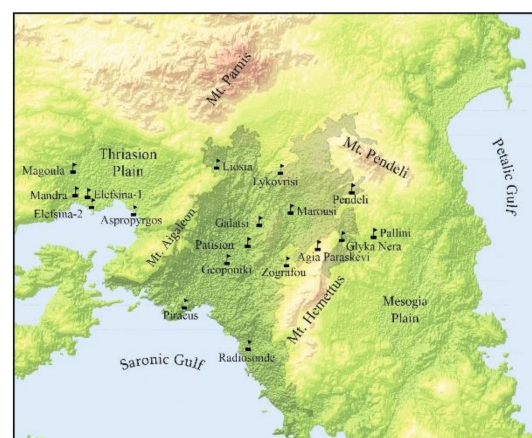 Mt. Parnis
Petalic Gulf
Mt. Pendeli
Thriasion
Plain
Magoula
Liosia
Lykovrisi
Mandra
Elefsina-1
Pendeli
Elefsina-2
Aspropyrgos
Marousi
Mt. Aigaleon
Galatsi
Pallini
Patision
Glyka Nera
Agia Paraskevi
Geoponiki
Zografou
Mt. Hemettus
Mesogia
Plain
Piraeus
Saronic Gulf
Radiosonde